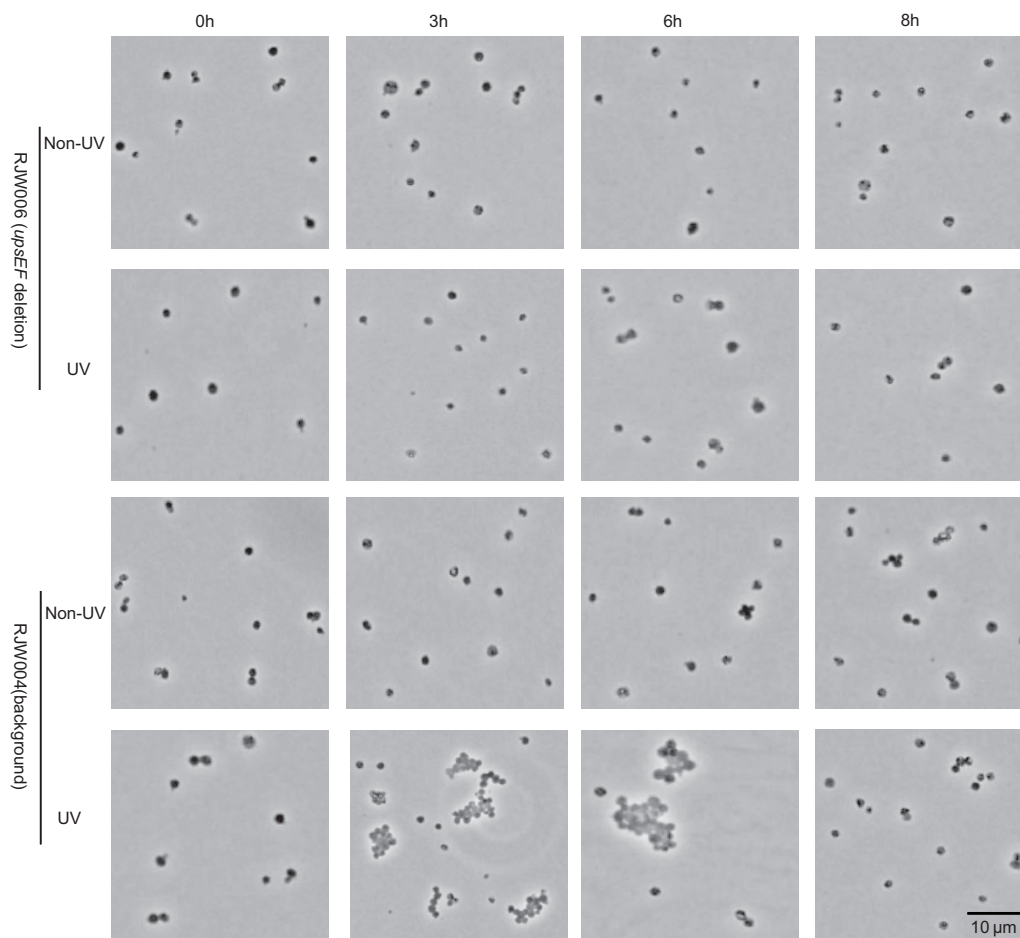 0h 3h 6h 8h
RJW006 (upsEF deletion)
Non-UV
UV
RJW004(background)
Non-UV
UV
10 µm